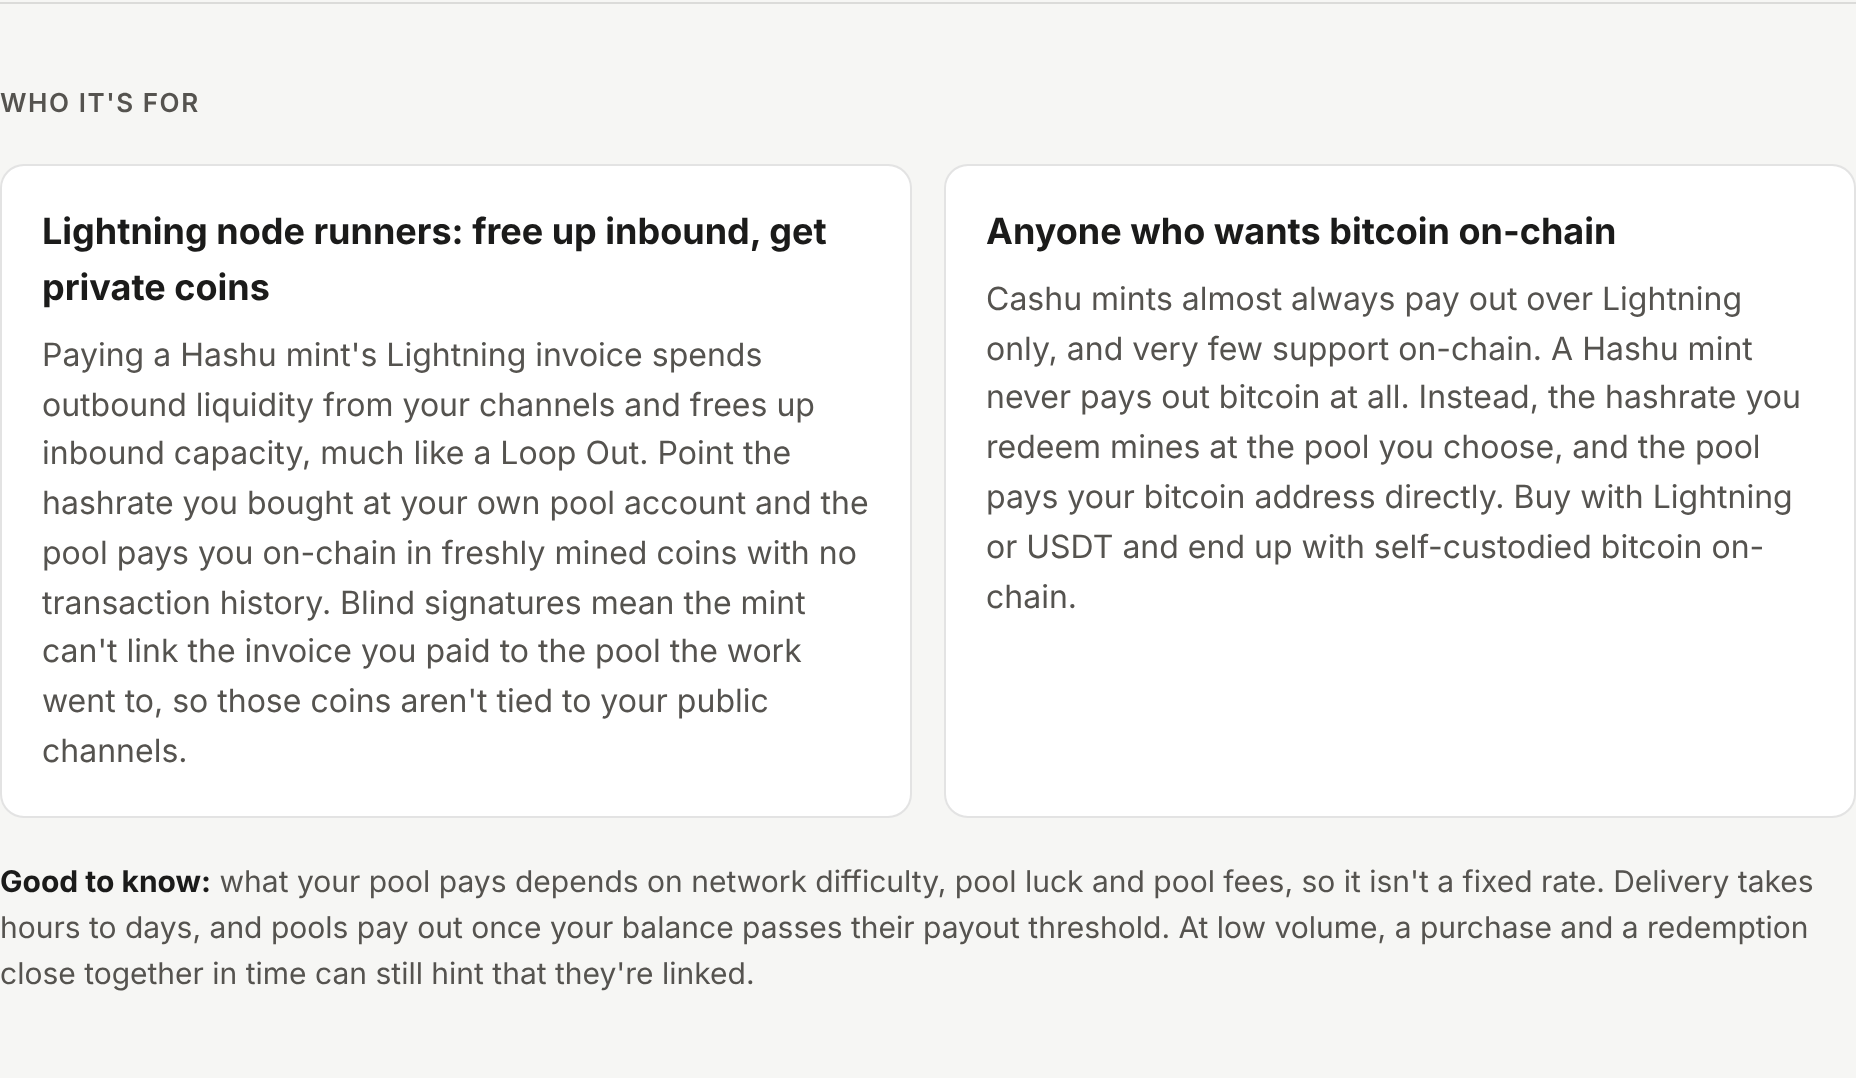 WHO IT'S FOR
Lightning node runners: free up inbound, get
private coins
Paying a Hashu mint's Lightning invoice spends
outbound liquidity from your channels and frees up
inbound capacity, much like a Loop Out. Point the
hashrate you bought at your own pool account and the
pool pays you on-chain in freshly mined coins with no
transaction history. Blind signatures mean the mint
can't link the invoice you paid to the pool the work
went to, so those coins aren't tied to your public
channels.
Anyone who wants bitcoin on-chain
Cashu mints almost always pay out over Lightning
only, and very few support on-chain. A Hashu mint
never pays out bitcoin at all. Instead, the hashrate you
redeem mines at the pool you choose, and the pool
pays your bitcoin address directly. Buy with Lightning
or USDT and end up with self-custodied bitcoin on-
chain.
Good to know: what your pool pays depends on network difficulty, pool luck and pool fees, so it isn't a fixed rate. Delivery takes
hours to days, and pools pay out once your balance passes their payout threshold. At low volume, a purchase and a redemption
close together in time can still hint that they're linked.